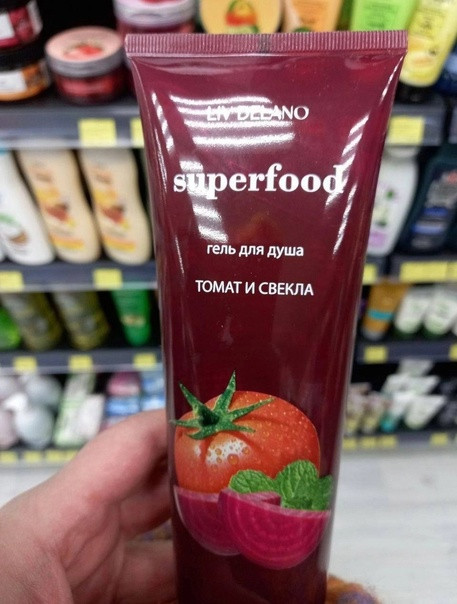 LIV DELANO
superfood
гель для душа
ТОМАТ И СВЕКЛА